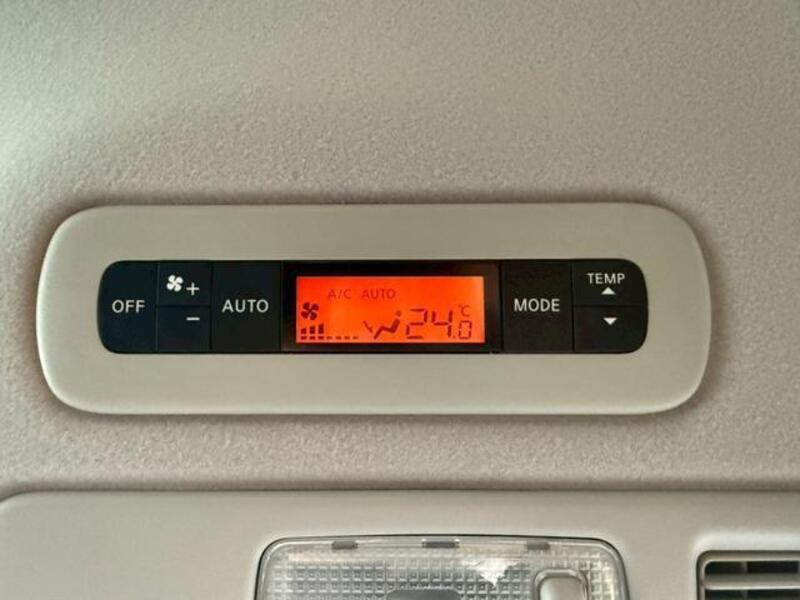 OFF
+
−
AUTO
A/C AUTO
24.0 °C
MODE
TEMP